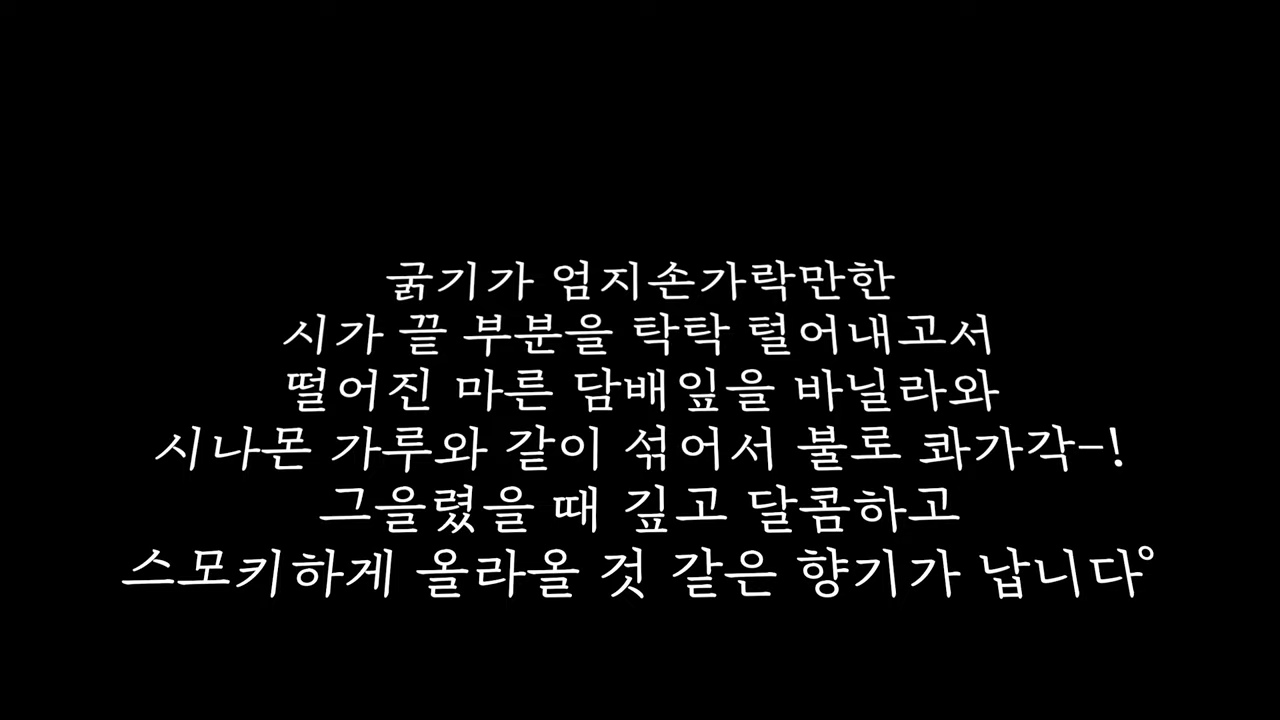 굵기가 엄지손가락만한
시가 끝 부분을 탁탁 털어내고서
떨어진 마른 담배잎을 바닐라와
시나몬 가루와 같이 섞어서 불로 콰가각-!
그을렸을 때 깊고 달콤하고
스모키하게 올라올 것 같은 향기가 납니다°